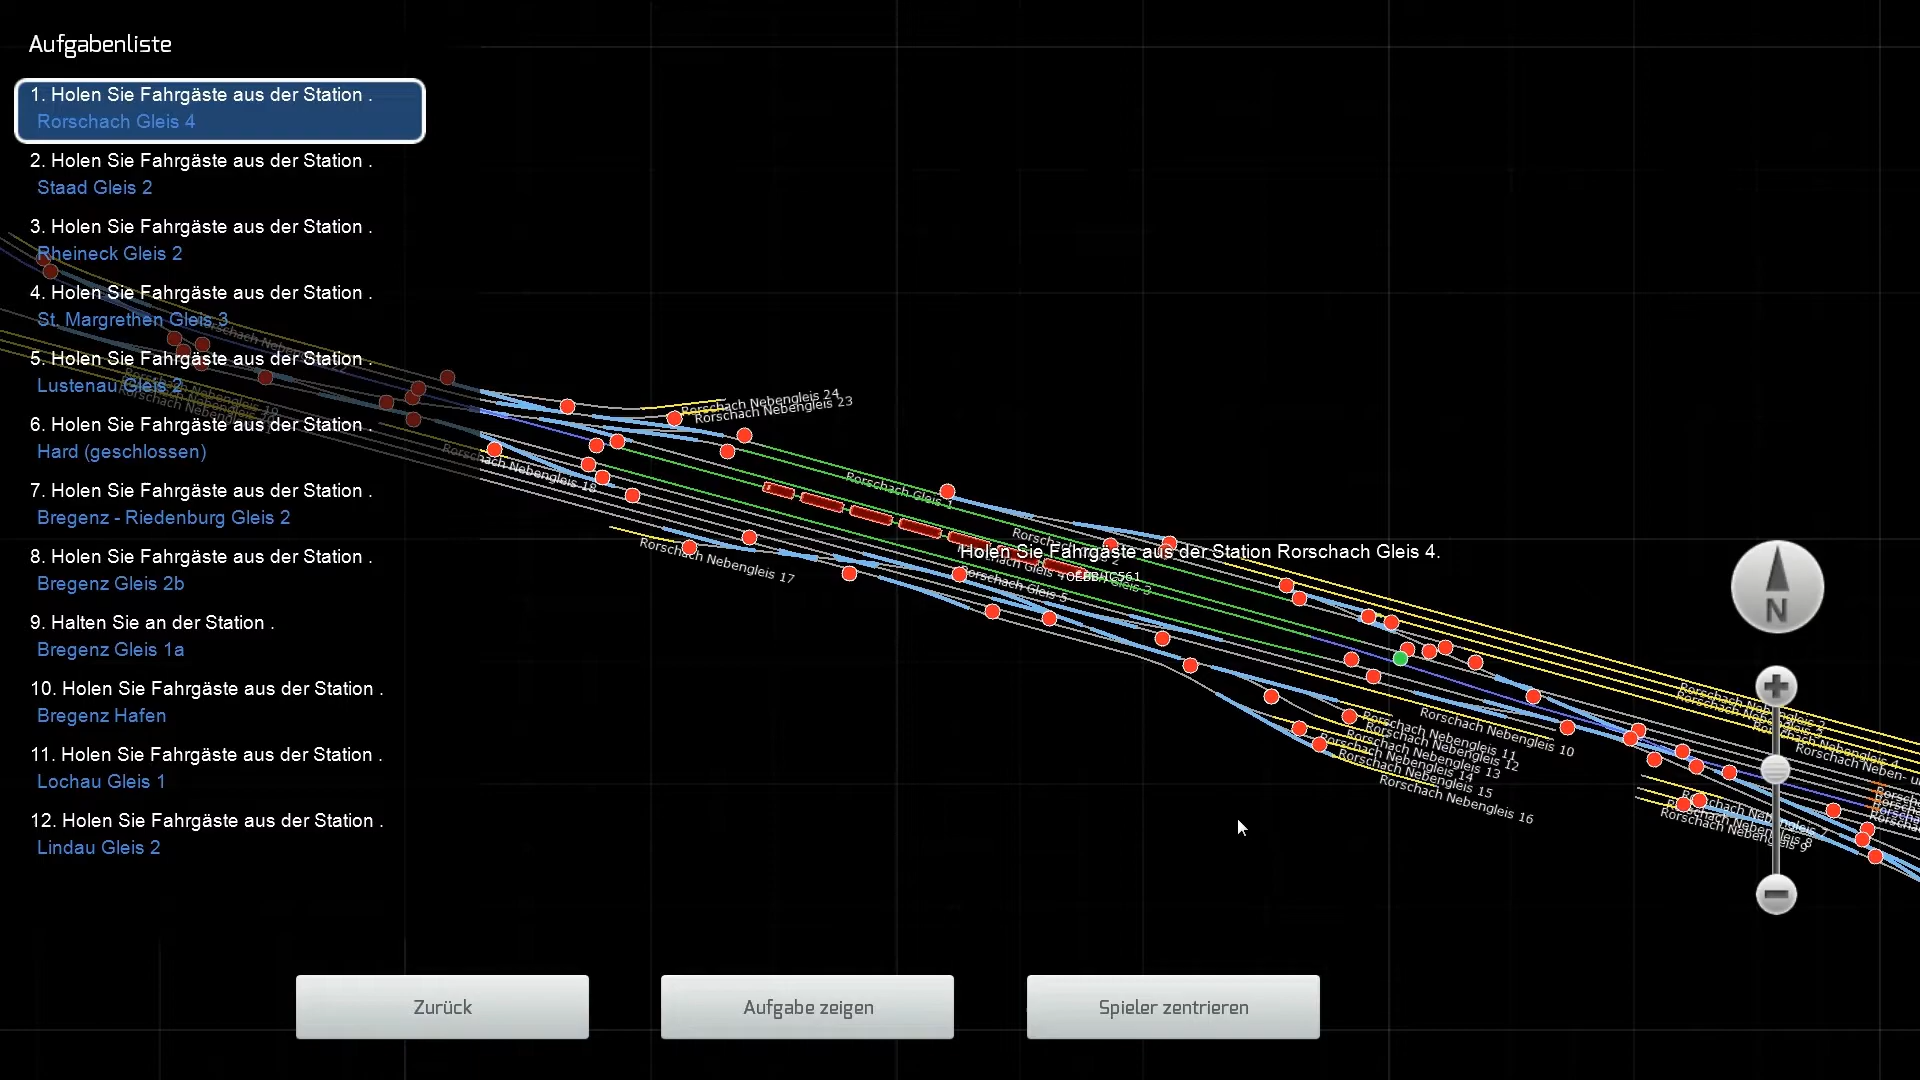 Aufgabenliste
1. Holen Sie Fahrgäste aus der Station .
Rorschach Gleis 4
2. Holen Sie Fahrgäste aus der Station .
Staad Gleis 2
3. Holen Sie Fahrgäste aus der Station .
Rheineck Gleis 2
4. Holen Sie Fahrgäste aus der Station .
St. Margrethen Gleis 3
5. Holen Sie Fahrgäste aus der Station .
Lustenau Gleis 2
6. Holen Sie Fahrgäste aus der Station .
Hard (geschlossen)
7. Holen Sie Fahrgäste aus der Station .
Bregenz - Riedenburg Gleis 2
8. Holen Sie Fahrgäste aus der Station .
Bregenz Gleis 2b
9. Halten Sie an der Station .
Bregenz Gleis 1a
10. Holen Sie Fahrgäste aus der Station .
Bregenz Hafen
11. Holen Sie Fahrgäste aus der Station .
Lochau Gleis 1
12. Holen Sie Fahrgäste aus der Station .
Lindau Gleis 2
Rorschach Nebengleis 24
Rorschach Nebengleis 23
Rorschach Nebengleis 18
Rorschach Gleis 1
Rorschach Nebengleis 17
Holen Sie Fahrgäste aus der Station Rorschach Gleis 4.
Rorschach Gleis 5
Rorschach Nebengleis 10
Rorschach Nebengleis 11
Rorschach Nebengleis 12
Rorschach Nebengleis 13
Rorschach Nebengleis 14
Rorschach Nebengleis 15
Rorschach Nebengleis 16
Rorschach Nebengleis 8
Rorschach Nebengleis 9
N
Zurück
Aufgabe zeigen
Spieler zentrieren